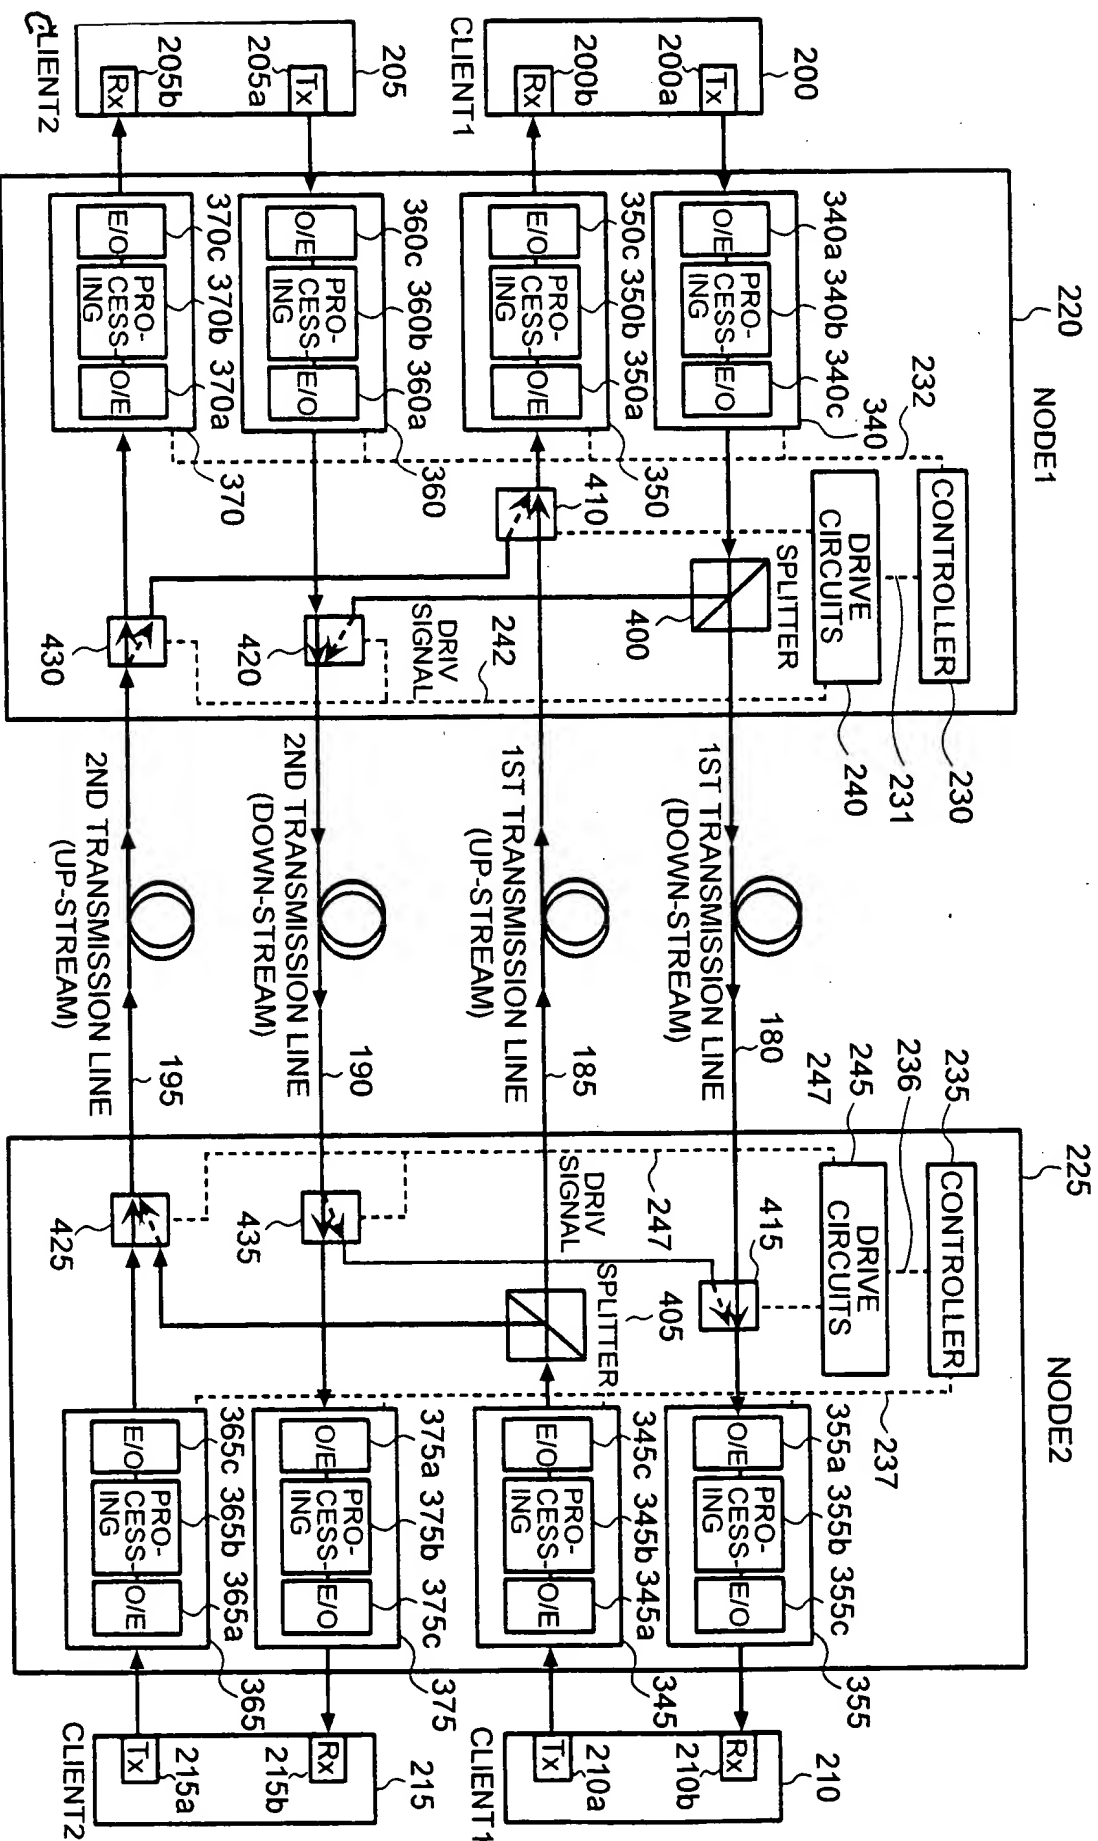 220
NODE1
CONTROLLER
230
232
231
DRIVE
CIRCUITS
240
200
200a
Tx
200b
Rx
CLIENT1
340a
340b
340c
340
O/E
PRO-
CESS-
ING
E/O
SPLITTER
400
1ST TRANSMISSION LINE
(DOWN-STREAM)
180
350c
350b
350a
350
E/O
PRO-
CESS-
ING
O/E
410
1ST TRANSMISSION LINE
(UP-STREAM)
185
205
205a
Tx
205b
Rx
CLIENT2
360c
360b
360a
360
O/E
PRO-
CESS-
ING
E/O
420
DRIV
SIGNAL
242
2ND TRANSMISSION LINE
(DOWN-STREAM)
190
370c
370b
370a
370
E/O
PRO-
CESS-
ING
O/E
430
2ND TRANSMISSION LINE
(UP-STREAM)
195
225
NODE2
235
CONTROLLER
236
237
245
247
DRIVE
CIRCUITS
415
355a
355b
355c
355
O/E
PRO-
CESS-
ING
E/O
210
210b
Rx
210a
Tx
CLIENT1
247
DRIV
SIGNAL
SPLITTER
405
345c
345b
345a
345
E/O
PRO-
CESS-
ING
O/E
435
375a
375b
375c
375
O/E
PRO-
CESS-
ING
E/O
215
215b
Rx
215a
Tx
CLIENT2
425
365c
365b
365a
365
E/O
PRO-
CESS-
ING
O/E